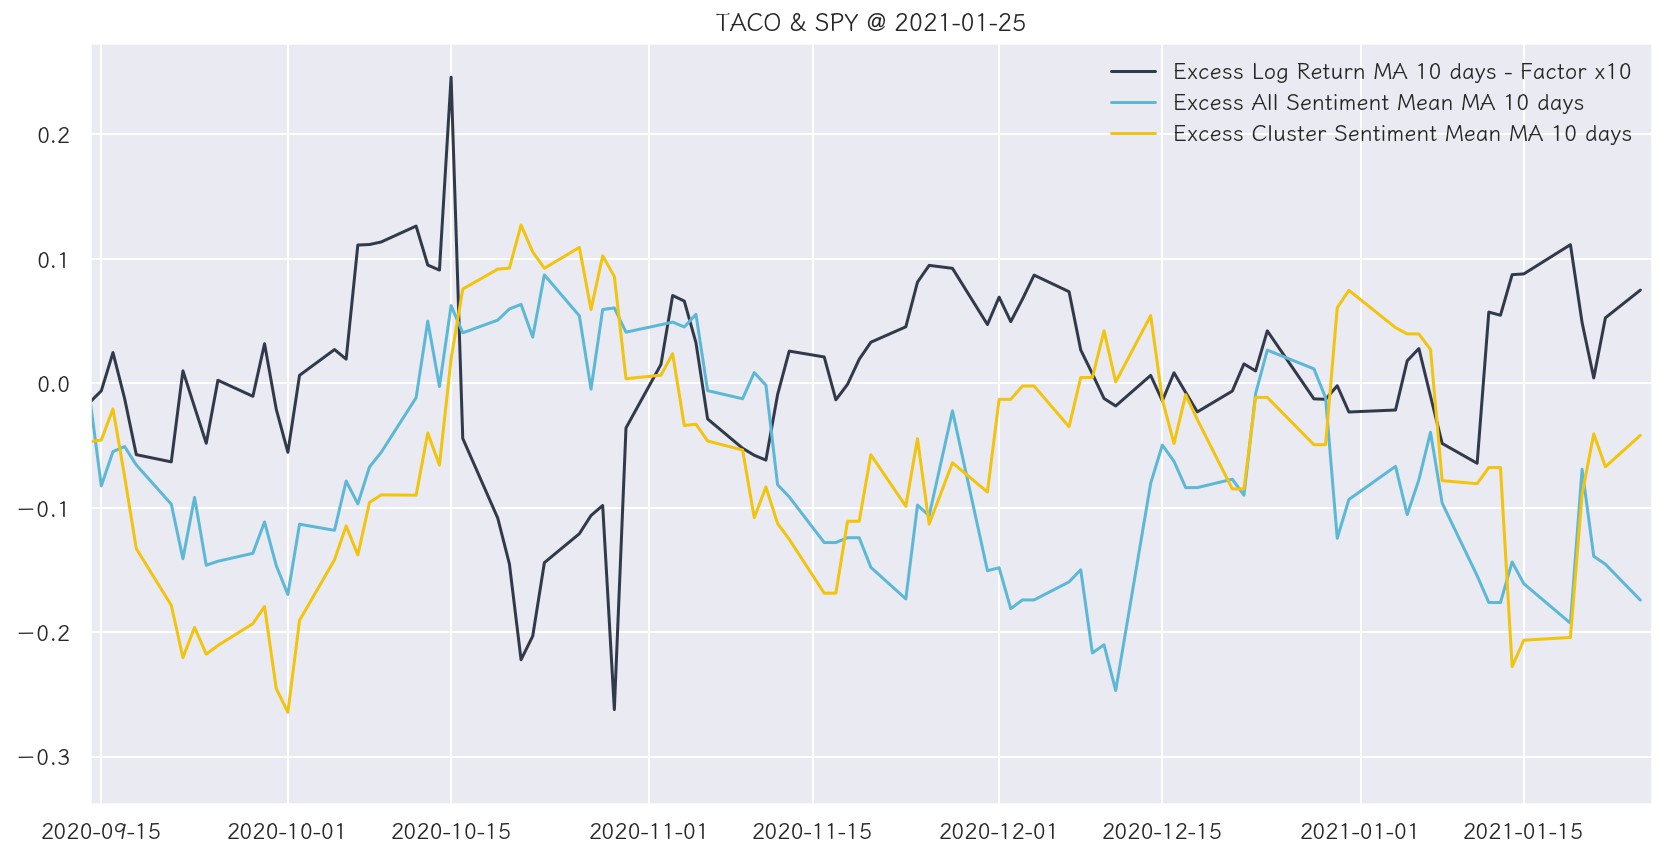 TACO & SPY @ 2021-01-25
Excess Log Return MA 10 days - Factor x10
Excess All Sentiment Mean MA 10 days
Excess Cluster Sentiment Mean MA 10 days
0.2
0.1
0.0
−0.1
−0.2
−0.3
2020-09-15 2020-10-01 2020-10-15 2020-11-01 2020-11-15 2020-12-01 2020-12-15 2021-01-01 2021-01-15